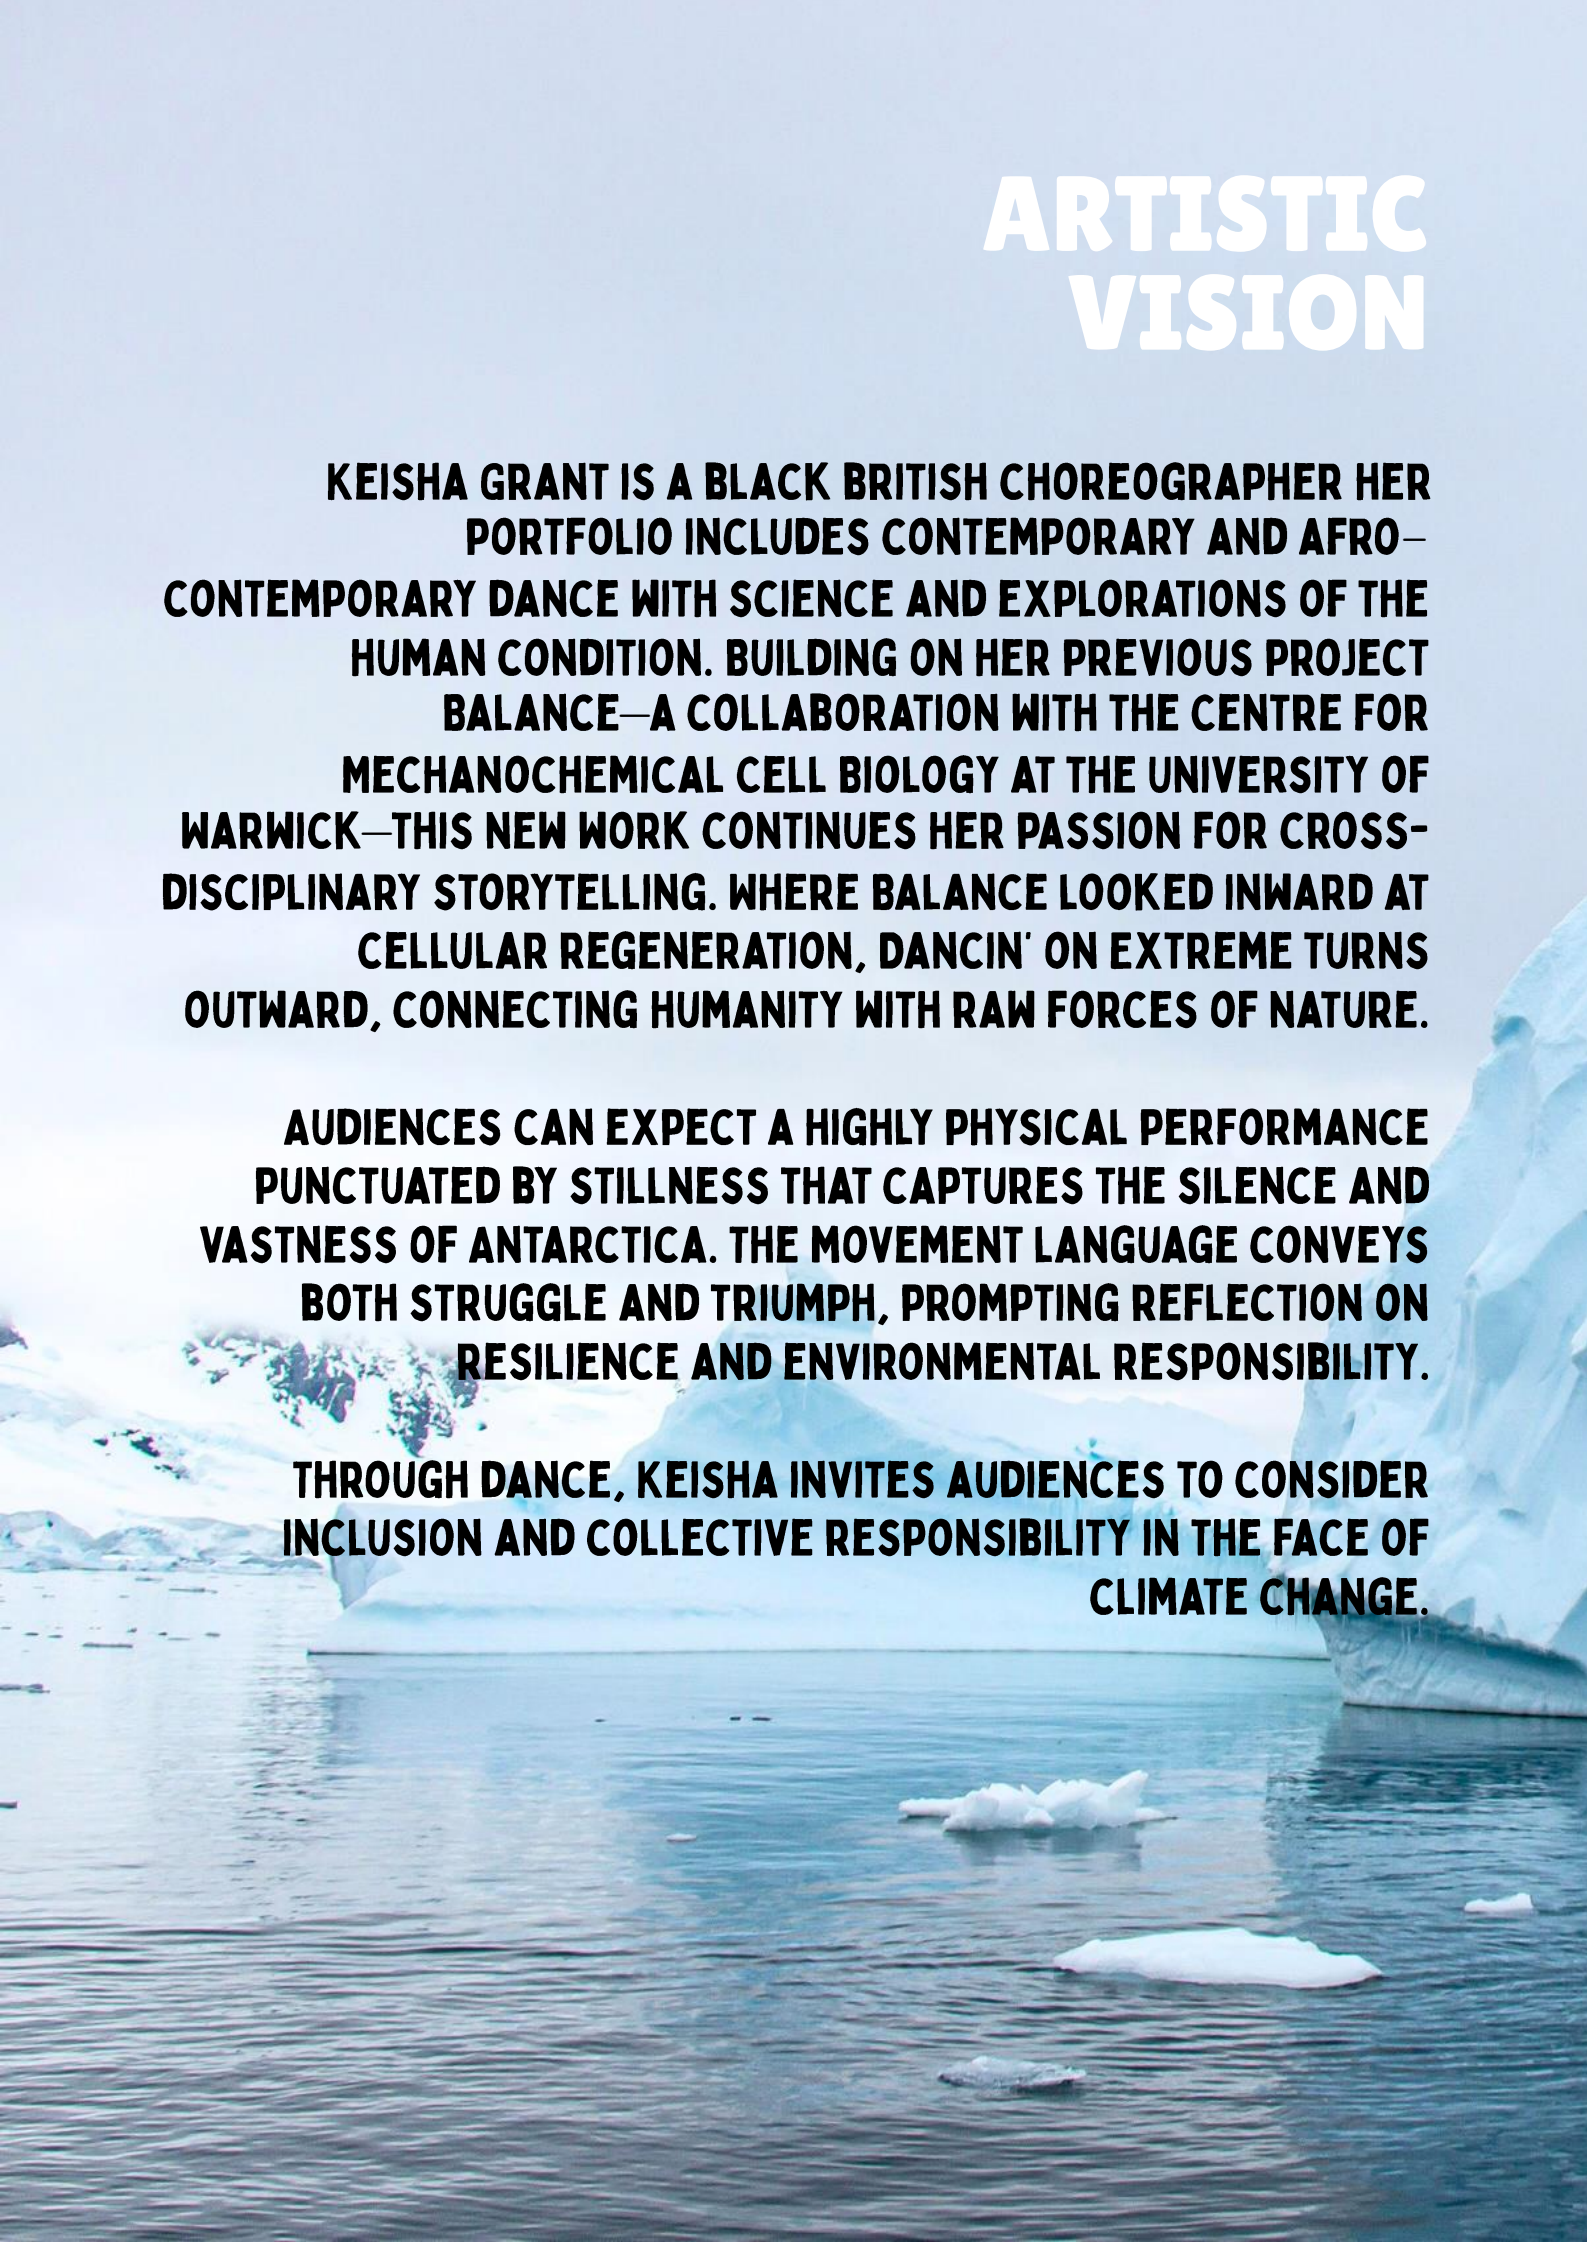 ARTISTIC
VISION
KEISHA GRANT IS A BLACK BRITISH CHOREOGRAPHER HER
PORTFOLIO INCLUDES CONTEMPORARY AND AFRO–
CONTEMPORARY DANCE WITH SCIENCE AND EXPLORATIONS OF THE
HUMAN CONDITION. BUILDING ON HER PREVIOUS PROJECT
BALANCE—A COLLABORATION WITH THE CENTRE FOR
MECHANOCHEMICAL CELL BIOLOGY AT THE UNIVERSITY OF
WARWICK—THIS NEW WORK CONTINUES HER PASSION FOR CROSS-
DISCIPLINARY STORYTELLING. WHERE BALANCE LOOKED INWARD AT
CELLULAR REGENERATION, DANCIN' ON EXTREME TURNS
OUTWARD, CONNECTING HUMANITY WITH RAW FORCES OF NATURE.
AUDIENCES CAN EXPECT A HIGHLY PHYSICAL PERFORMANCE
PUNCTUATED BY STILLNESS THAT CAPTURES THE SILENCE AND
VASTNESS OF ANTARCTICA. THE MOVEMENT LANGUAGE CONVEYS
BOTH STRUGGLE AND TRIUMPH, PROMPTING REFLECTION ON
RESILIENCE AND ENVIRONMENTAL RESPONSIBILITY.
THROUGH DANCE, KEISHA INVITES AUDIENCES TO CONSIDER
INCLUSION AND COLLECTIVE RESPONSIBILITY IN THE FACE OF
CLIMATE CHANGE.